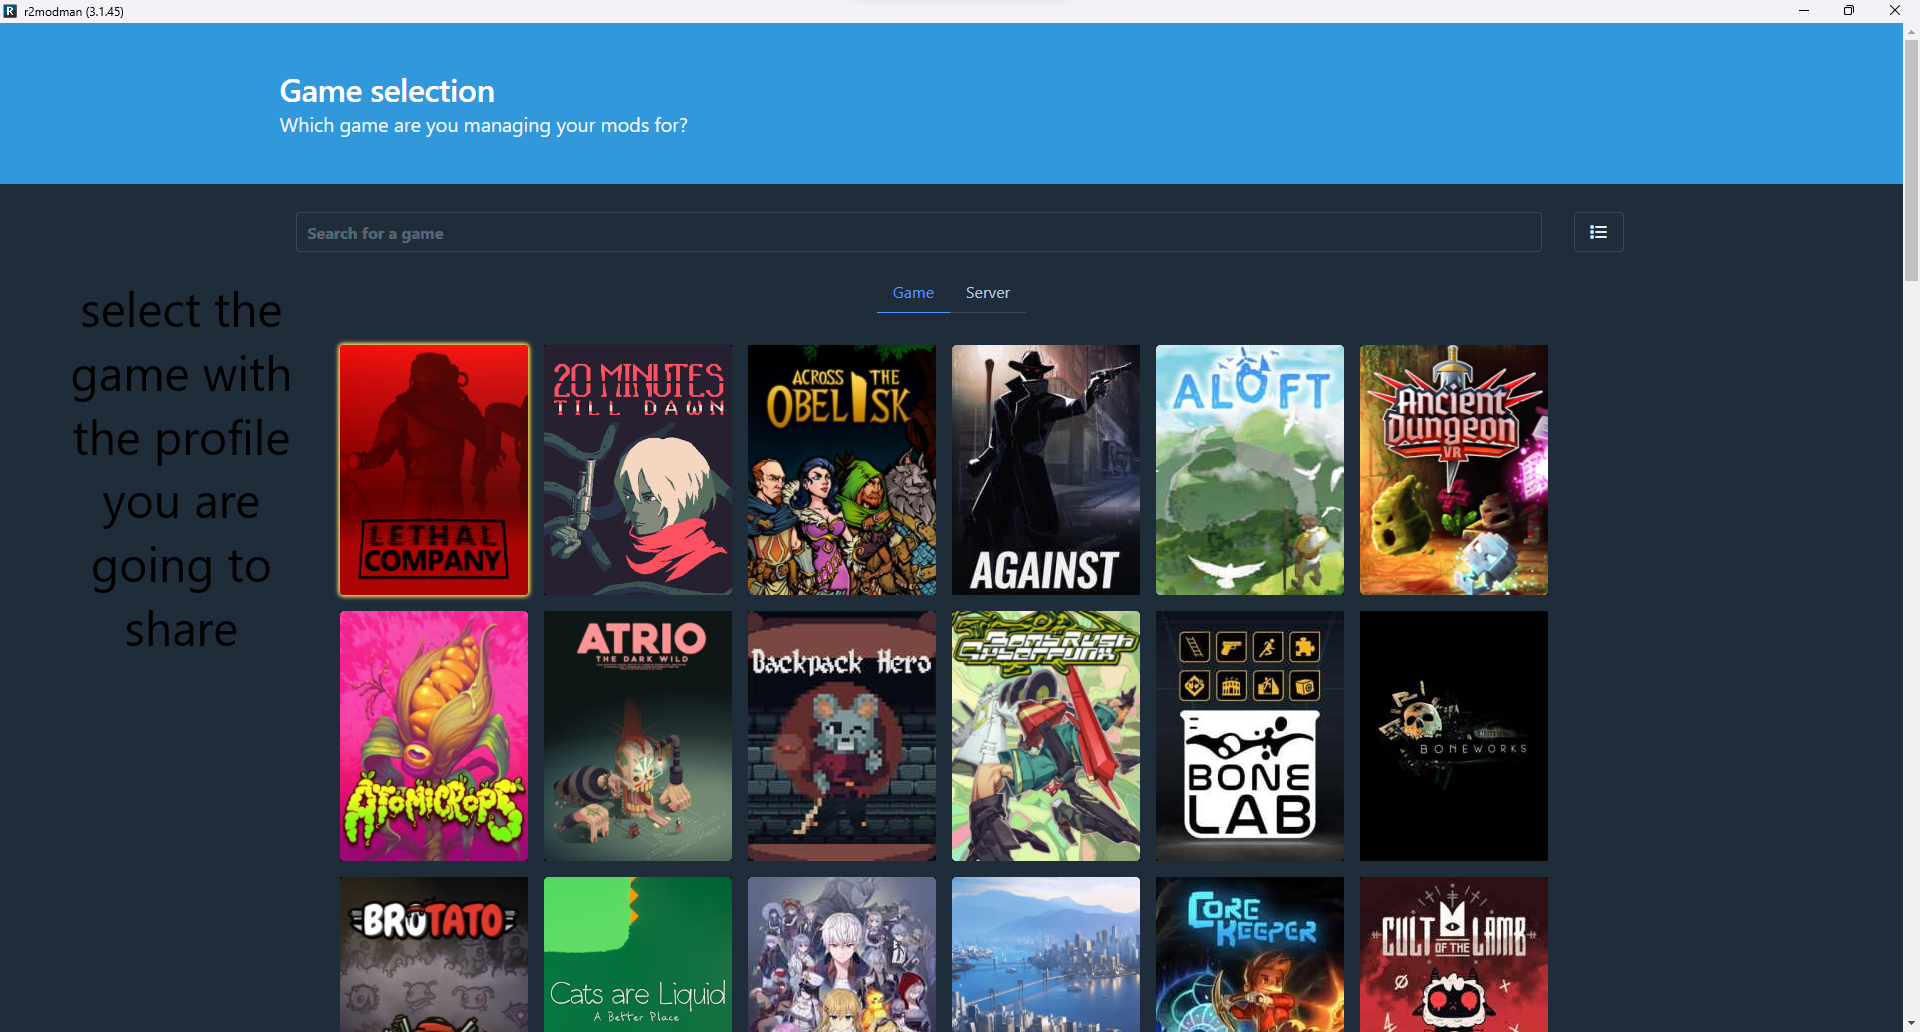 r2modman (3.1.45)
Game selection
Which game are you managing your mods for?
Search for a game
Game Server
select the
game with
the profile
you are
going to
share
LETHAL
COMPANY
20 MINUTES
TILL DAWN
ACROSS THE
OBELISK
AGAINST
ALOFT
Ancient
Dungeon
VR
ATOMICROPS
ATRIO
THE DARK WILD
Backpack Hero
Bomb Rush
Cyberfunk
BONE
LAB
BONEWORKS
BROTATO
Cats are Liquid
A Better Place
CORE
KEEPER
CULT OF THE LAMB